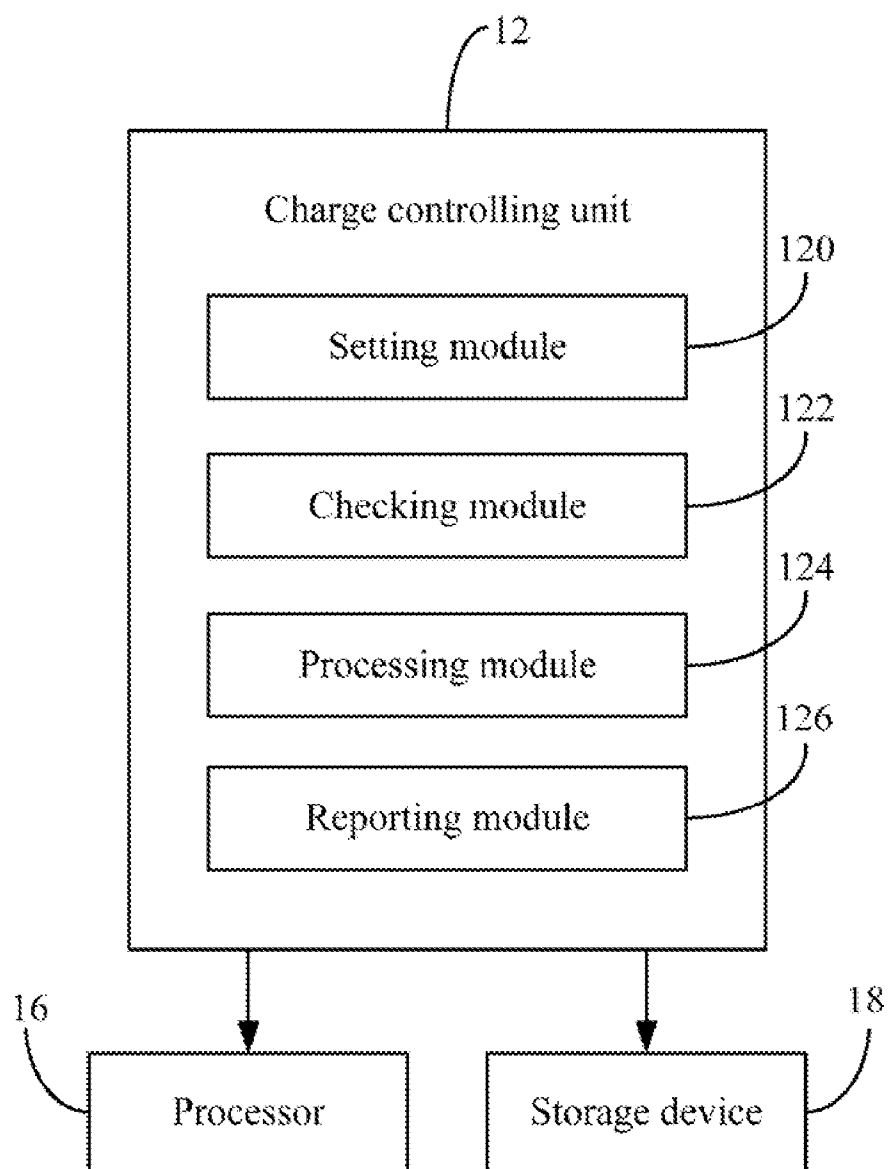 12
Charge controlling unit
120
Setting module
122
Checking module
124
Processing module
126
Reporting module
16
18
Processor
Storage device